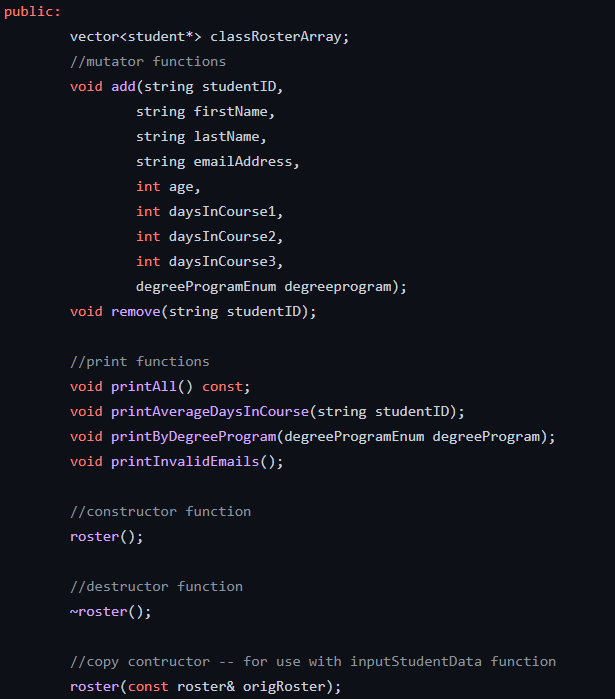 public:
vector<student*> classRosterArray;
//mutator functions
void add(string studentID,
string firstName,
string lastName,
string emailAddress,
int age,
int daysInCourse1,
int daysInCourse2,
int daysInCourse3,
degreeProgramEnum degreeprogram);
void remove(string studentID);
//print functions
void printAll() const;
void printAverageDaysInCourse(string studentID);
void printByDegreeProgram(degreeProgramEnum degreeProgram);
void printInvalidEmails();
//constructor function
roster();
//destructor function
~roster();
//copy contructor -- for use with inputStudentData function
roster(const roster& origRoster);